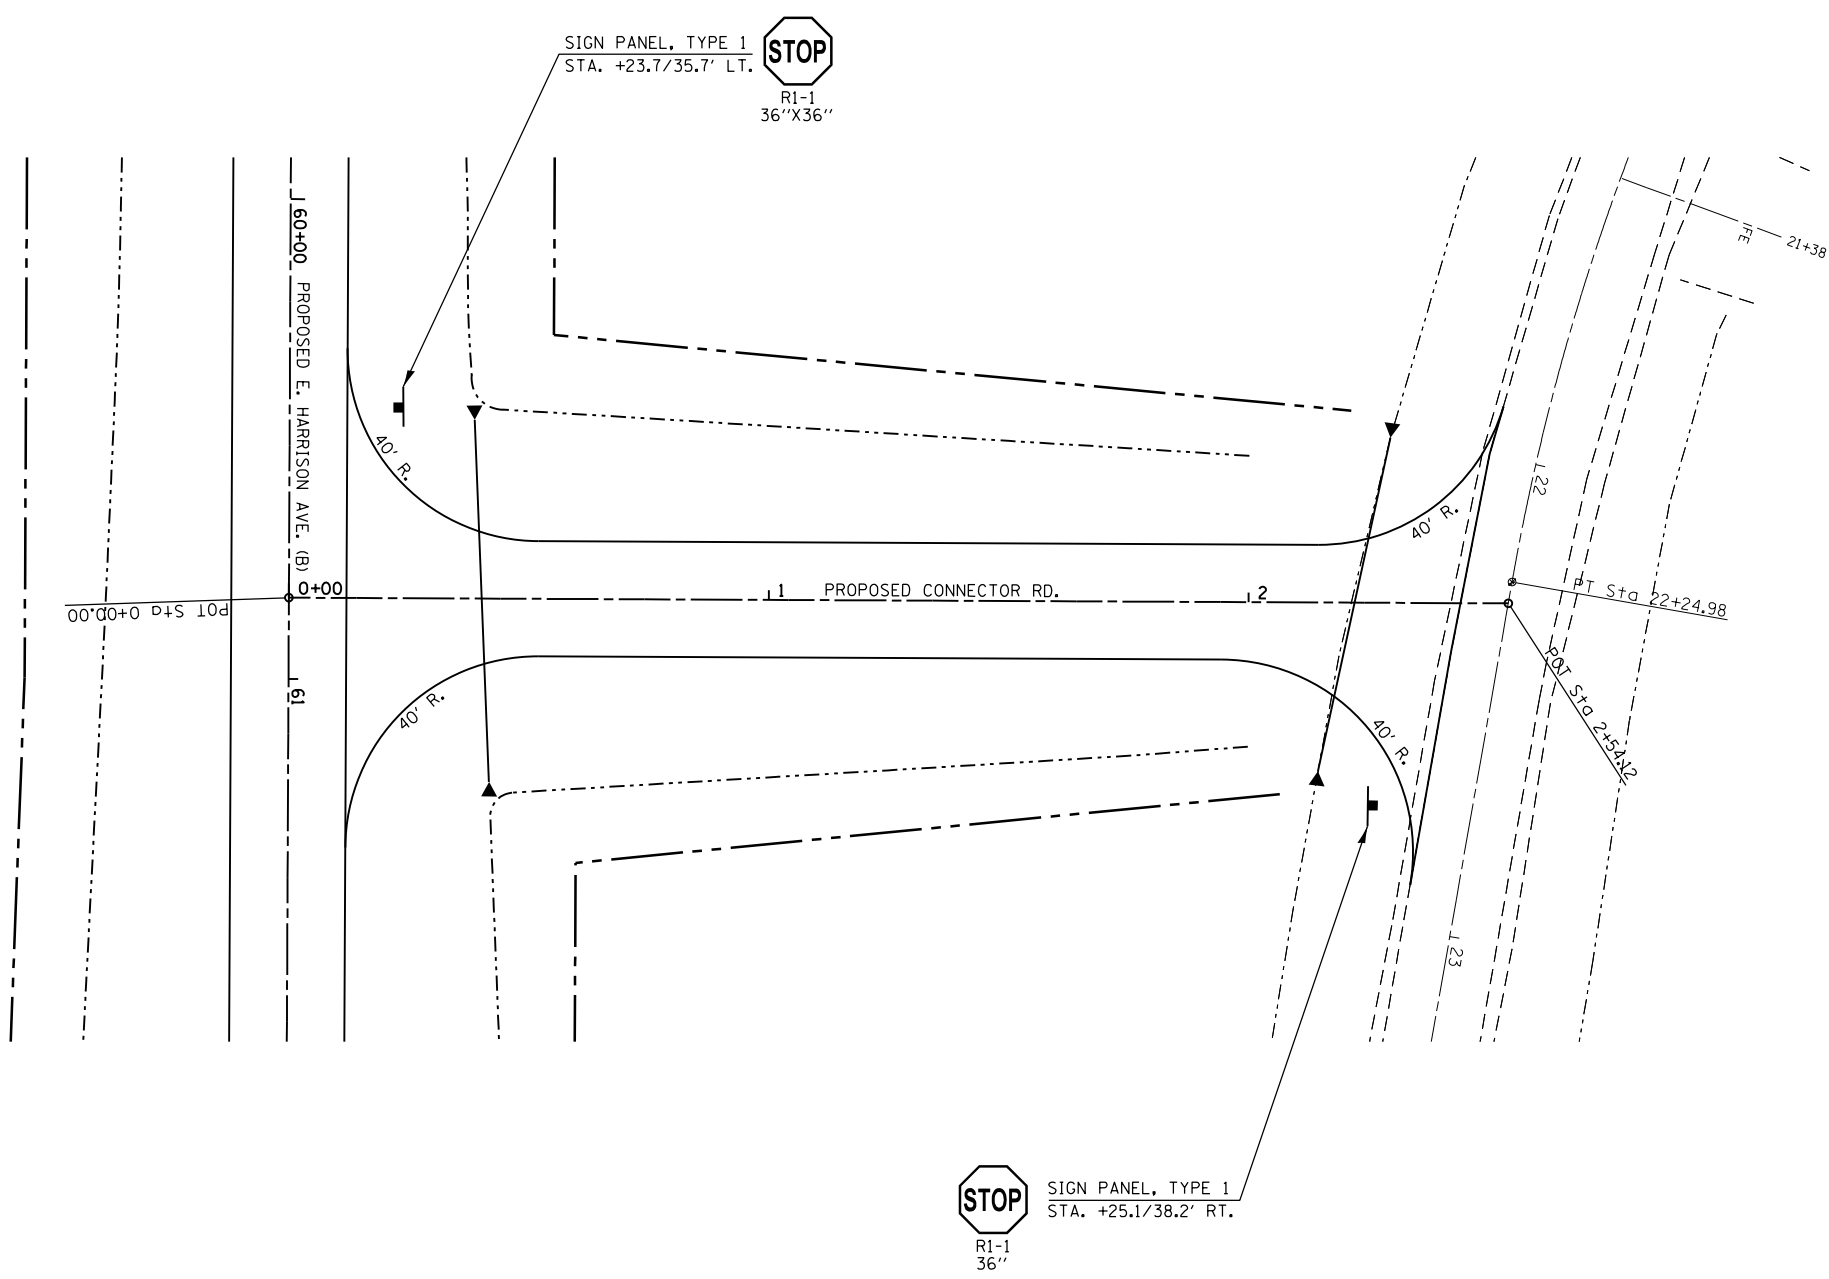 SIGN PANEL, TYPE 1
STA. +23.7/35.7' LT.
STOP
R1-1
36''X36''
60+00
PROPOSED E. HARRISON AVE. (B)
61
FE
21+38
40' R.
40' R.
22
0+00
POT Sta 0+00.00
1
PROPOSED CONNECTOR RD.
2
PT Sta 22+24.98
POT Sta 2+54.12
40' R.
40' R.
23
STOP
R1-1
36''
SIGN PANEL, TYPE 1
STA. +25.1/38.2' RT.